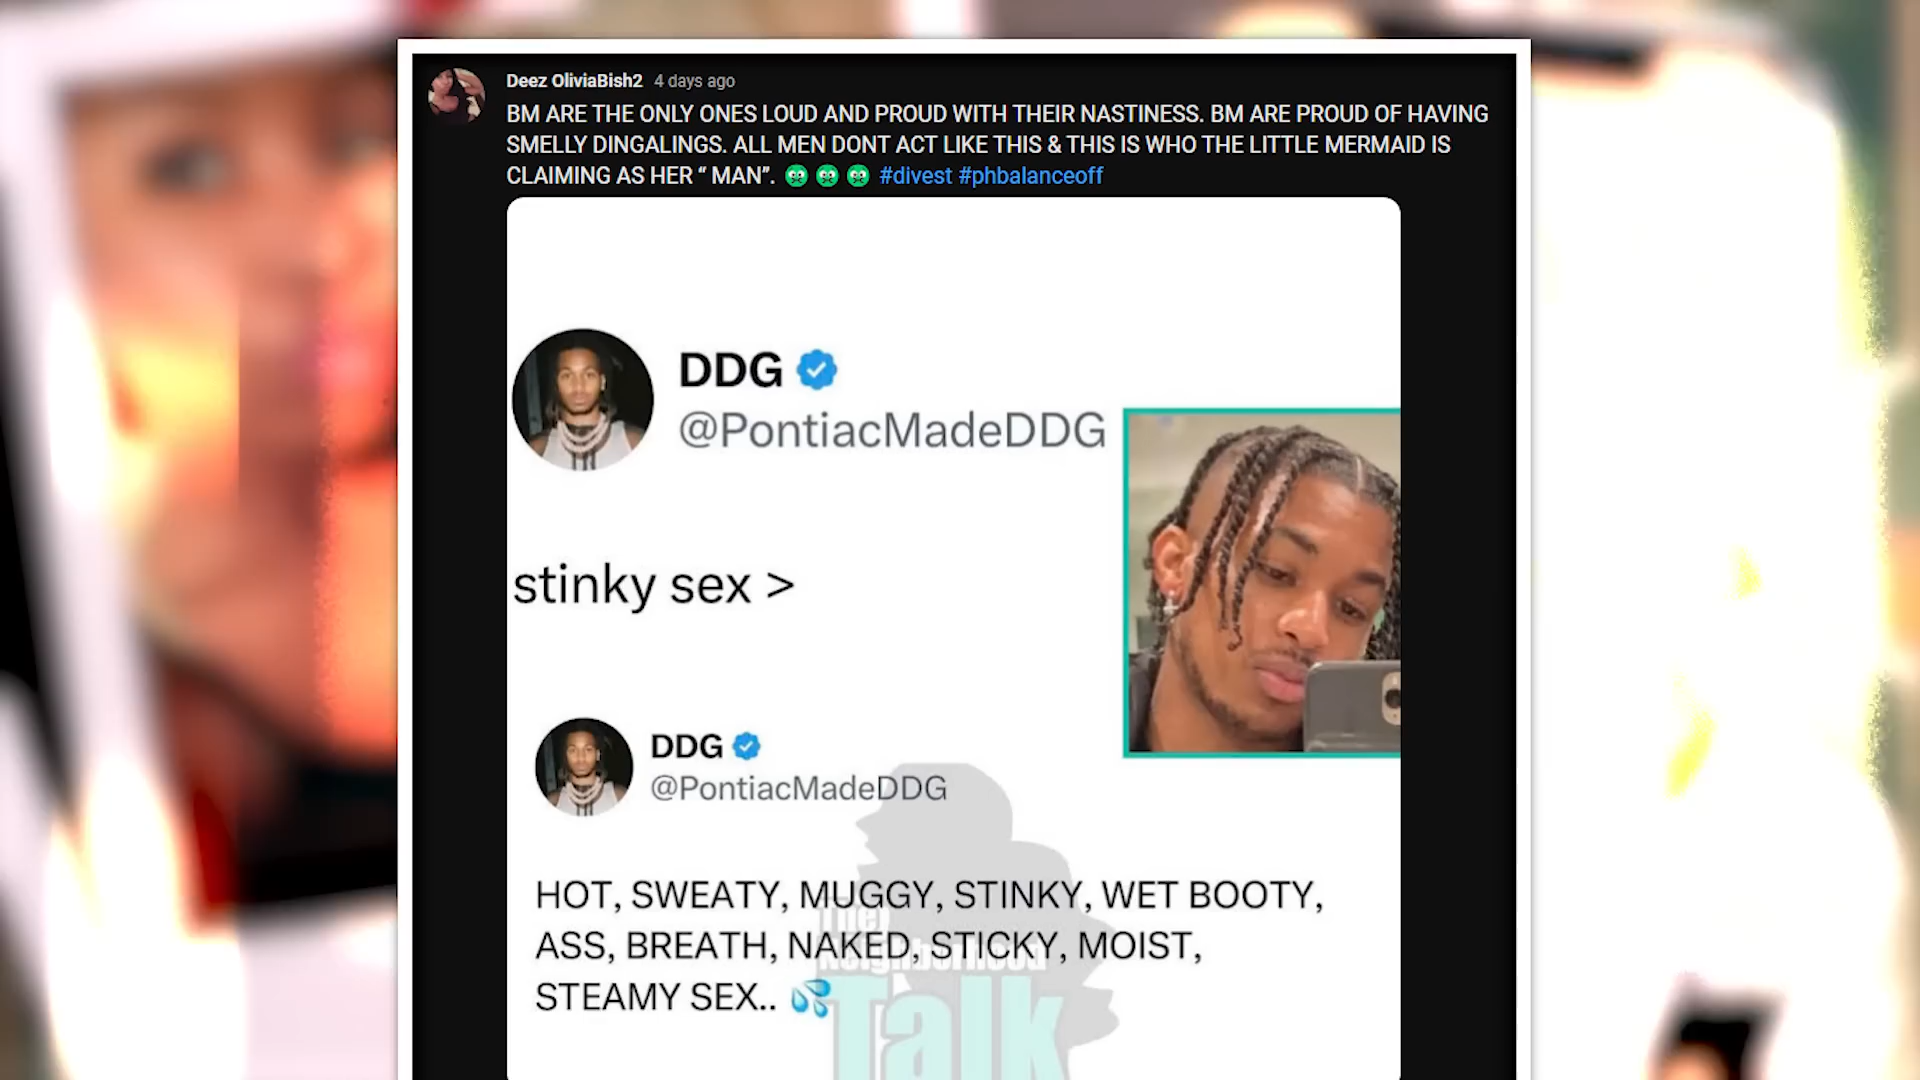 Deez OliviaBish2 4 days ago
BM ARE THE ONLY ONES LOUD AND PROUD WITH THEIR NASTINESS. BM ARE PROUD OF HAVING
SMELLY DINGALINGS. ALL MEN DONT ACT LIKE THIS & THIS IS WHO THE LITTLE MERMAID IS
CLAIMING AS HER “ MAN”. 🤢 🤢 🤢 #divest #phbalanceoff
DDG
@PontiacMadeDDG
stinky sex >
DDG
@PontiacMadeDDG
HOT, SWEATY, MUGGY, STINKY, WET BOOTY,
ASS, BREATH, NAKED, STICKY, MOIST,
STEAMY SEX.. 💦
The
Neighborhood
Talk